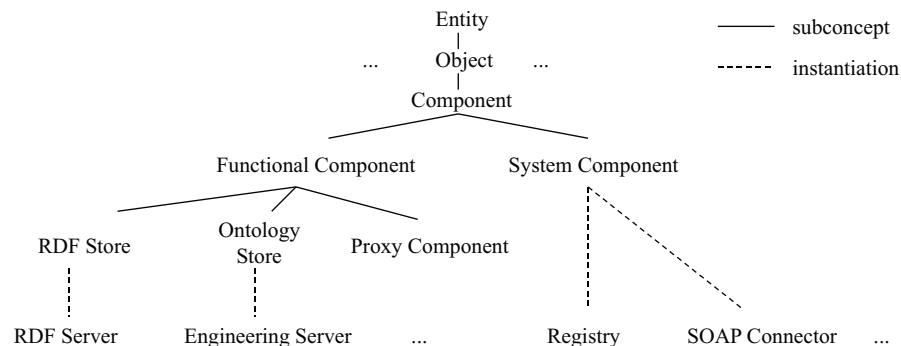 Entity
subconcept
... Object ...
instantiation
Component
Functional Component System Component
RDF Store Ontology Store Proxy Component
RDF Server Engineering Server ... Registry SOAP Connector ...